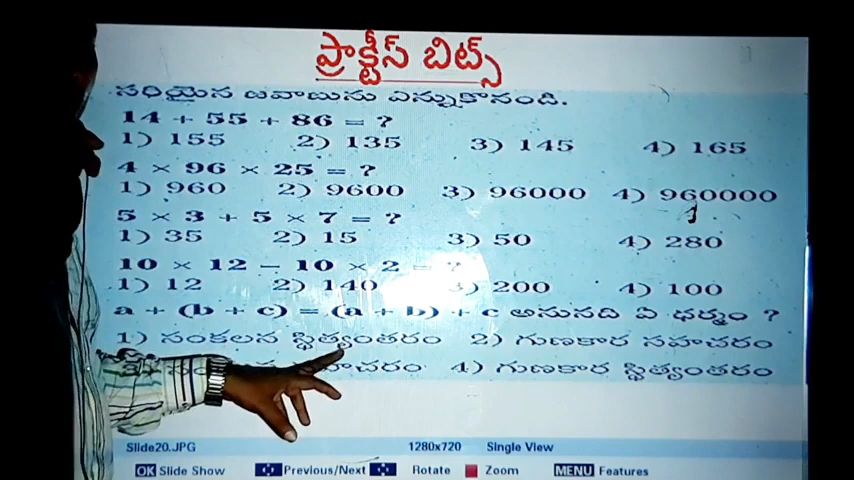 ప్రాక్టీస్ బిట్స్
సరియైన జవాబును ఎన్నుకొనండి.
14 + 55 + 86 = ?
1) 155 2) 135 3) 145 4) 165
4 × 96 × 25 = ?
1) 960 2) 9600 3) 96000 4) 960000
5 × 3 + 5 × 7 = ?
1) 35 2) 15 3) 50 4) 280
10 × 12 − 10 × 2 = ?
1) 12 2) 140 3) 200 4) 100
a + (b + c) = (a + b) + c అనునది ఏ ధర్మం ?
1) సంకలన స్థిత్యంతరం 2) గుణకార సహచరం
4) గుణకార స్థిత్యంతరం
Slide20.JPG 1280x720 Single View
OK Slide Show Previous/Next Rotate Zoom MENU Features